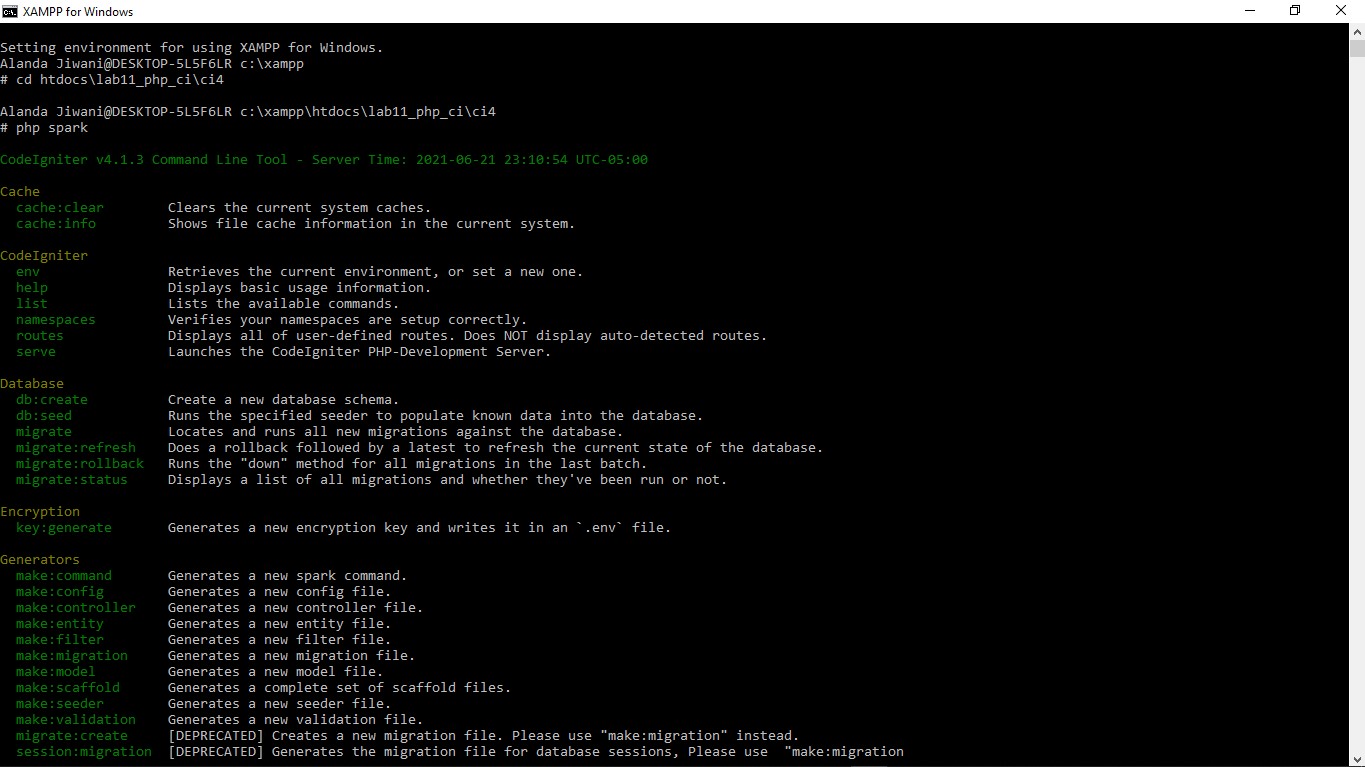 XAMPP for Windows
Setting environment for using XAMPP for Windows.
Alanda Jiwani@DESKTOP-5L5F6LR c:\xampp
# cd htdocs\lab11_php_ci\ci4
Alanda Jiwani@DESKTOP-5L5F6LR c:\xampp\htdocs\lab11_php_ci\ci4
# php spark
CodeIgniter v4.1.3 Command Line Tool - Server Time: 2021-06-21 23:10:54 UTC-05:00
Cache
cache:clear Clears the current system caches.
cache:info Shows file cache information in the current system.
CodeIgniter
env Retrieves the current environment, or set a new one.
help Displays basic usage information.
list Lists the available commands.
namespaces Verifies your namespaces are setup correctly.
routes Displays all of user-defined routes. Does NOT display auto-detected routes.
serve Launches the CodeIgniter PHP-Development Server.
Database
db:create Create a new database schema.
db:seed Runs the specified seeder to populate known data into the database.
migrate Locates and runs all new migrations against the database.
migrate:refresh Does a rollback followed by a latest to refresh the current state of the database.
migrate:rollback Runs the "down" method for all migrations in the last batch.
migrate:status Displays a list of all migrations and whether they've been run or not.
Encryption
key:generate Generates a new encryption key and writes it in an `.env` file.
Generators
make:command Generates a new spark command.
make:config Generates a new config file.
make:controller Generates a new controller file.
make:entity Generates a new entity file.
make:filter Generates a new filter file.
make:migration Generates a new migration file.
make:model Generates a new model file.
make:scaffold Generates a complete set of scaffold files.
make:seeder Generates a new seeder file.
make:validation Generates a new validation file.
migrate:create [DEPRECATED] Creates a new migration file. Please use "make:migration" instead.
session:migration [DEPRECATED] Generates the migration file for database sessions, Please use "make:migration